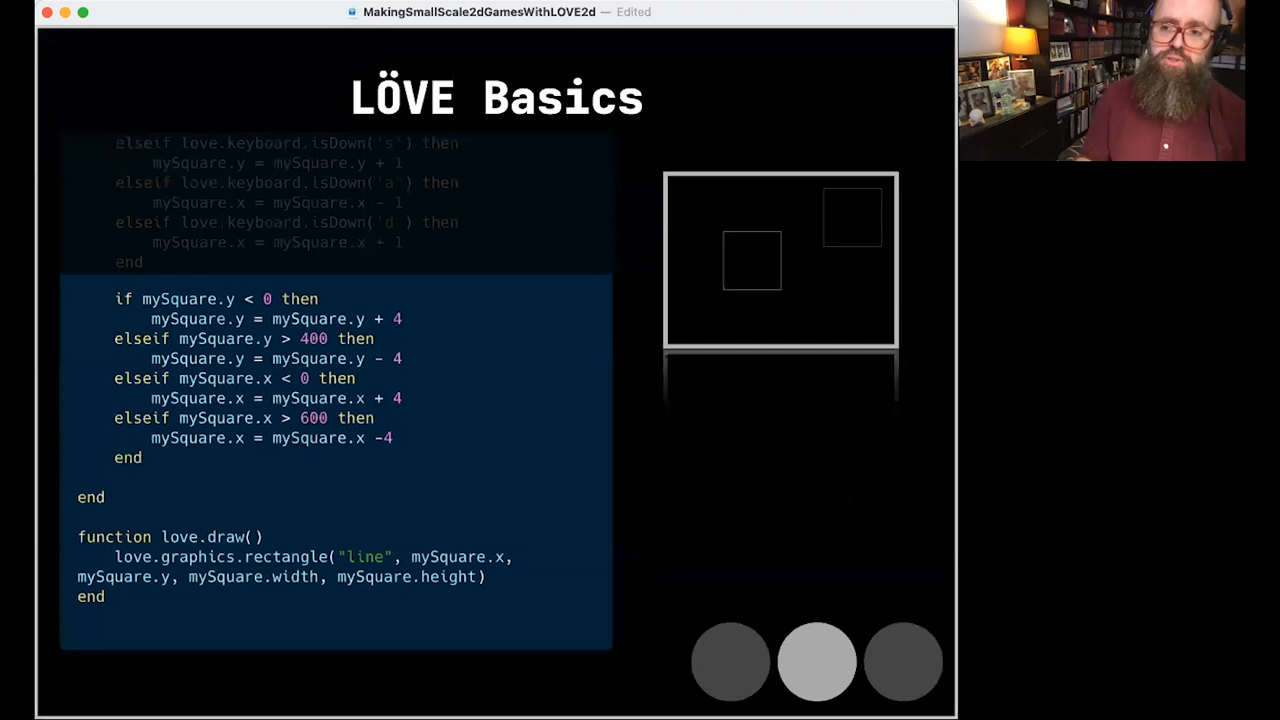 MakingSmallScale2dGamesWithLOVE2d — Edited
LÖVE Basics
elseif love.keyboard.isDown('s') then
mySquare.y = mySquare.y + 1
elseif love.keyboard.isDown('a') then
mySquare.x = mySquare.x - 1
elseif love.keyboard.isDown('d') then
mySquare.x = mySquare.x + 1
end
if mySquare.y < 0 then
mySquare.y = mySquare.y + 4
elseif mySquare.y > 400 then
mySquare.y = mySquare.y - 4
elseif mySquare.x < 0 then
mySquare.x = mySquare.x + 4
elseif mySquare.x > 600 then
mySquare.x = mySquare.x -4
end
end
function love.draw()
love.graphics.rectangle("line", mySquare.x,
mySquare.y, mySquare.width, mySquare.height)
end